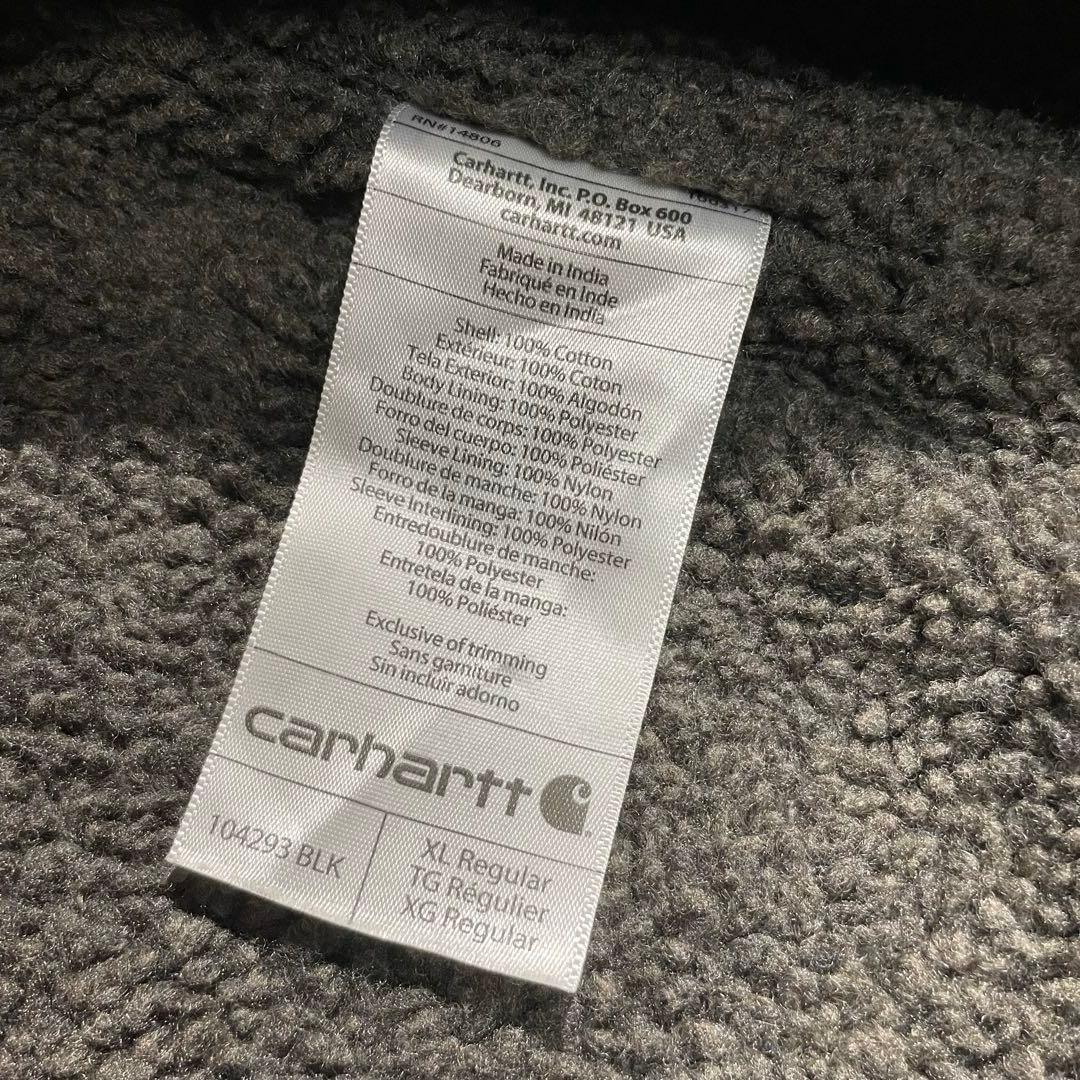 RN#14806
Carhartt, Inc. P.O. Box 600
Dearborn, MI 48121 USA
carhartt.com
Made in India
Fabriqué en Inde
Hecho en India
Shell: 100% Cotton
Extérieur: 100% Coton
Tela Exterior: 100% Algodón
Body Lining: 100% Polyester
Doublure de corps: 100% Polyester
Forro del cuerpo: 100% Poliéster
Sleeve Lining: 100% Nylon
Doublure de manche: 100% Nylon
Forro de la manga: 100% Nilón
Sleeve Interlining: 100% Polyester
Entredoublure de manche:
100% Polyester
Entretela de la manga:
100% Poliéster
Exclusive of trimming
Sans garniture
Sin incluir adorno
carhartt
104293 BLK
XL Regular
TG Régulier
XG Regular